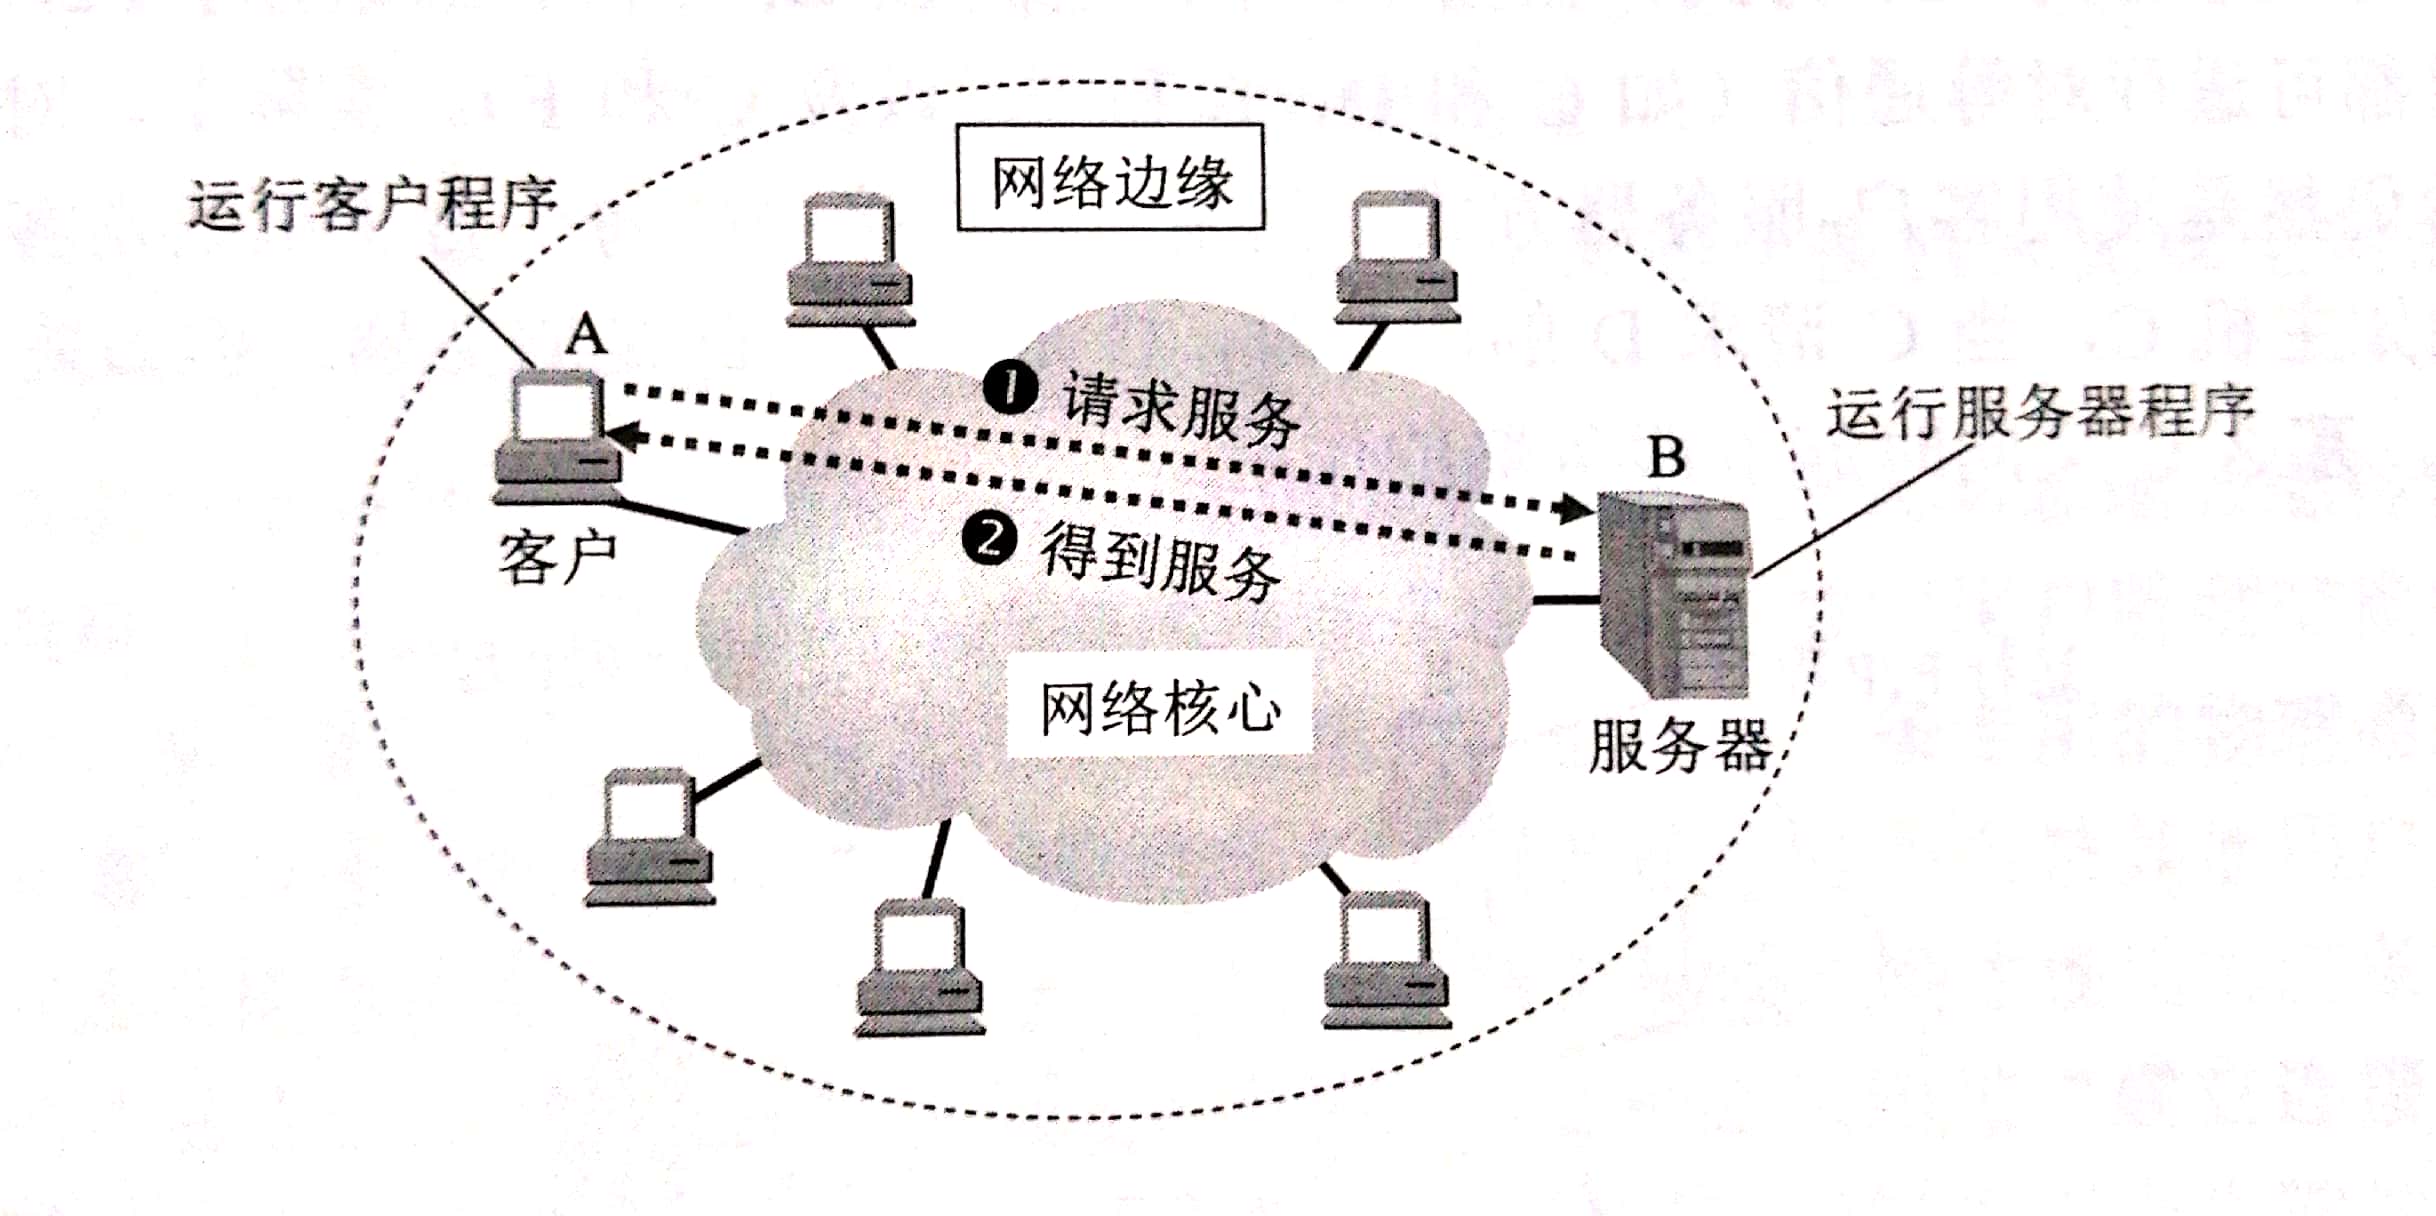 网络边缘
运行客户程序
A
❶ 请求服务
运行服务器程序
B
❷ 得到服务
客户
网络核心
服务器